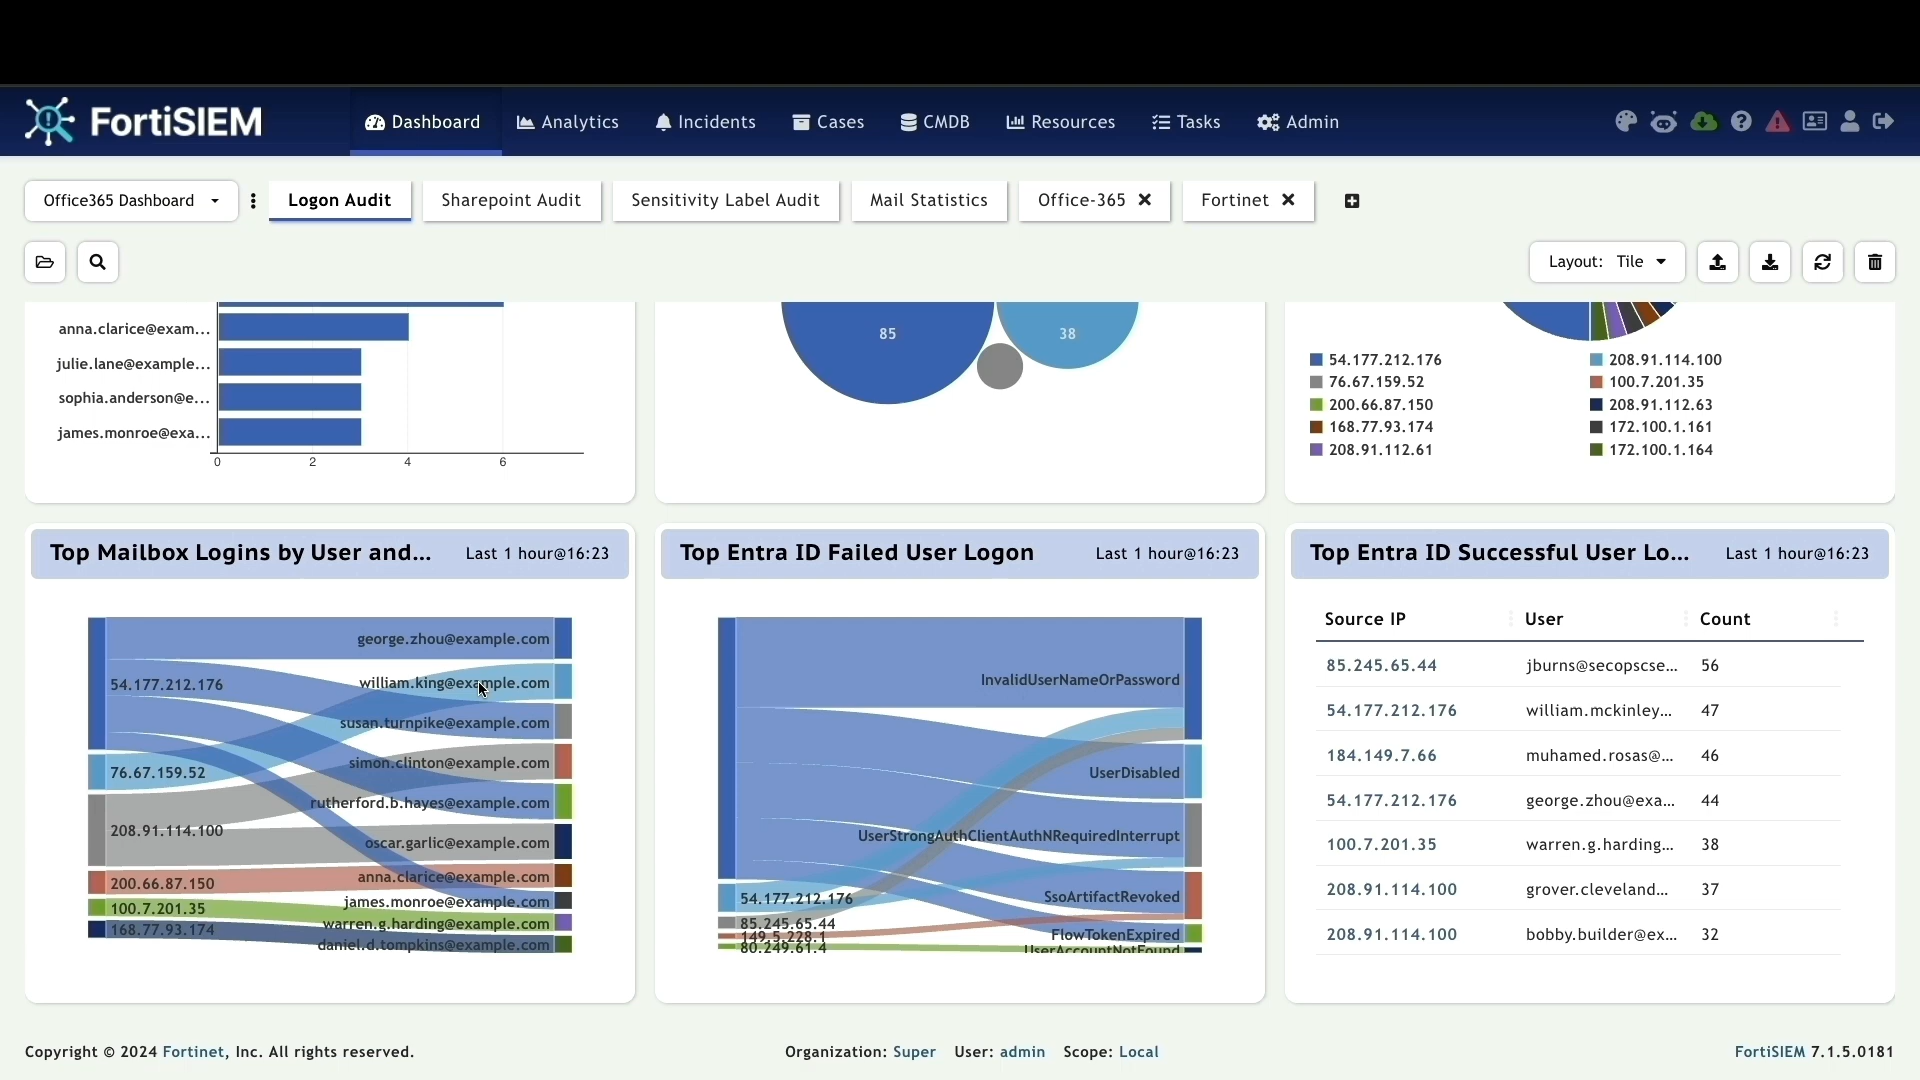 FortiSIEM
Dashboard
Analytics
Incidents
Cases
CMDB
Resources
Tasks
Admin
Office365 Dashboard
Logon Audit
Sharepoint Audit
Sensitivity Label Audit
Mail Statistics
Office-365
Fortinet
Layout: Tile
anna.clarice@exam...
julie.lane@example...
sophia.anderson@e...
james.monroe@exa...
0 2 4 6
85
38
54.177.212.176
208.91.114.100
76.67.159.52
100.7.201.35
200.66.87.150
208.91.112.63
168.77.93.174
172.100.1.161
208.91.112.61
172.100.1.164
Top Mailbox Logins by User and...
Last 1 hour@16:23
54.177.212.176
76.67.159.52
208.91.114.100
200.66.87.150
100.7.201.35
168.77.93.174
george.zhou@example.com
william.king@example.com
susan.turnpike@example.com
simon.clinton@example.com
rutherford.b.hayes@example.com
oscar.garlic@example.com
anna.clarice@example.com
james.monroe@example.com
warren.g.harding@example.com
daniel.d.tompkins@example.com
Top Entra ID Failed User Logon
Last 1 hour@16:23
54.177.212.176
85.245.65.44
149.5.228.1
80.249.61.4
InvalidUserNameOrPassword
UserDisabled
UserStrongAuthClientAuthNRequiredInterrupt
SsoArtifactRevoked
FlowTokenExpired
UserAccountNotFound
Top Entra ID Successful User Lo...
Last 1 hour@16:23
Source IP User Count
85.245.65.44 jburns@secopscse... 56
54.177.212.176 william.mckinley... 47
184.149.7.66 muhamed.rosas@... 46
54.177.212.176 george.zhou@exa... 44
100.7.201.35 warren.g.harding... 38
208.91.114.100 grover.cleveland... 37
208.91.114.100 bobby.builder@ex... 32
Copyright © 2024 Fortinet, Inc. All rights reserved.
Organization: Super User: admin Scope: Local
FortiSIEM 7.1.5.0181